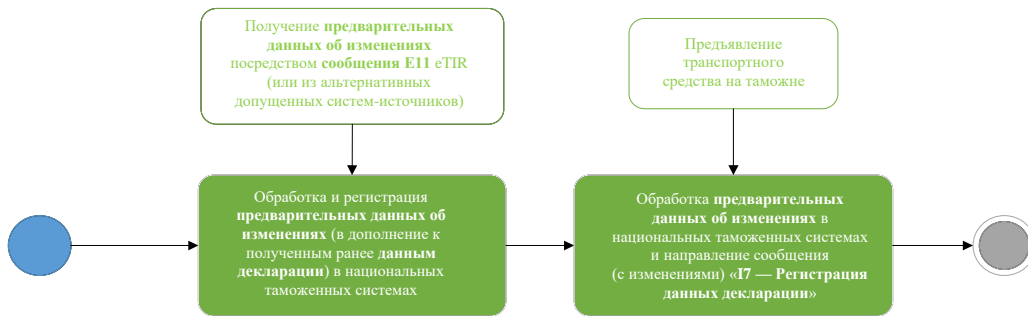 Получение предварительных
данных об изменениях
посредством сообщения E11 eTIR
(или из альтернативных
допущенных систем-источников)
Предъявление
транспортного
средства на таможне
Обработка и регистрация
предварительных данных об
изменениях (в дополнение к
полученным ранее данным
декларации) в национальных
таможенных системах
Обработка предварительных
данных об изменениях в
национальных таможенных системах
и направление сообщения
(с изменениями) «I7 — Регистрация
данных декларации»